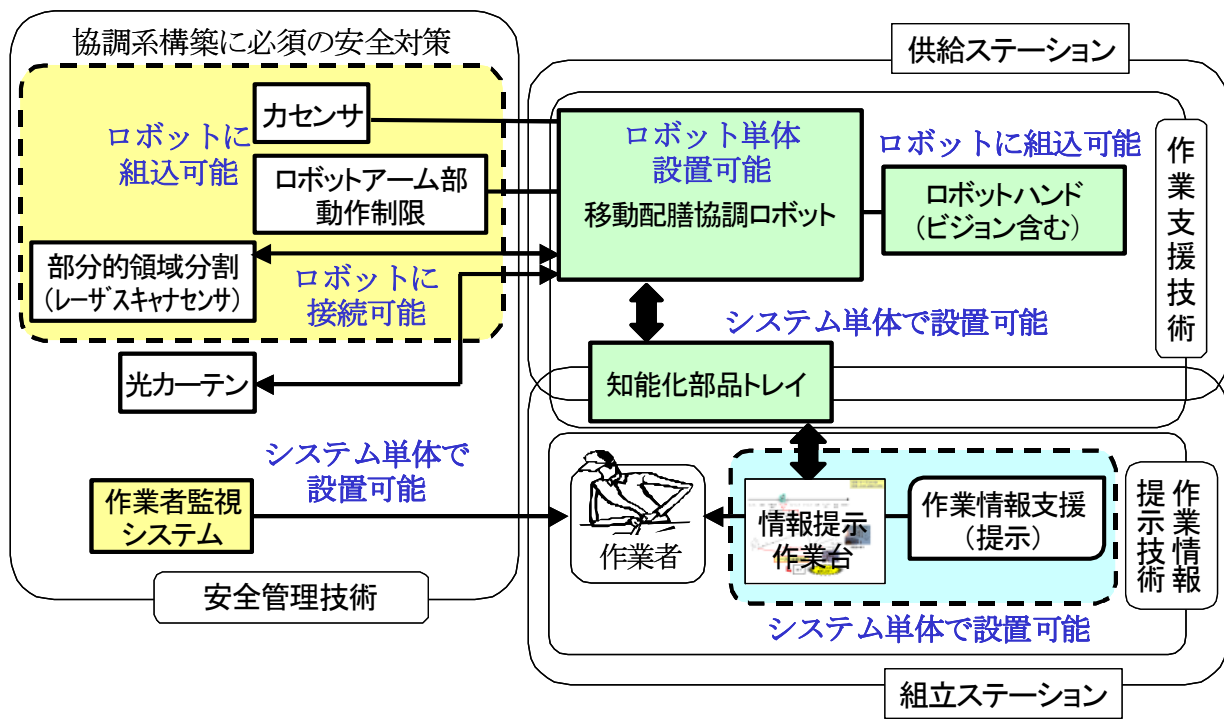 協調系構築に必須の安全対策
力センサ
ロボットに
組込可能
ロボットアーム部
動作制限
部分的領域分割
(レーザスキャナセンサ)
ロボットに
接続可能
光カーテン
システム単体で
設置可能
作業者監視
システム
安全管理技術
供給ステーション
ロボット単体
設置可能
移動配膳協調ロボット
ロボットに組込可能
ロボットハンド
(ビジョン含む)
作業支援技術
システム単体で設置可能
知能化部品トレイ
作業者
情報提示
作業台
作業情報支援
(提示)
作業情報
提示技術
システム単体で設置可能
組立ステーション